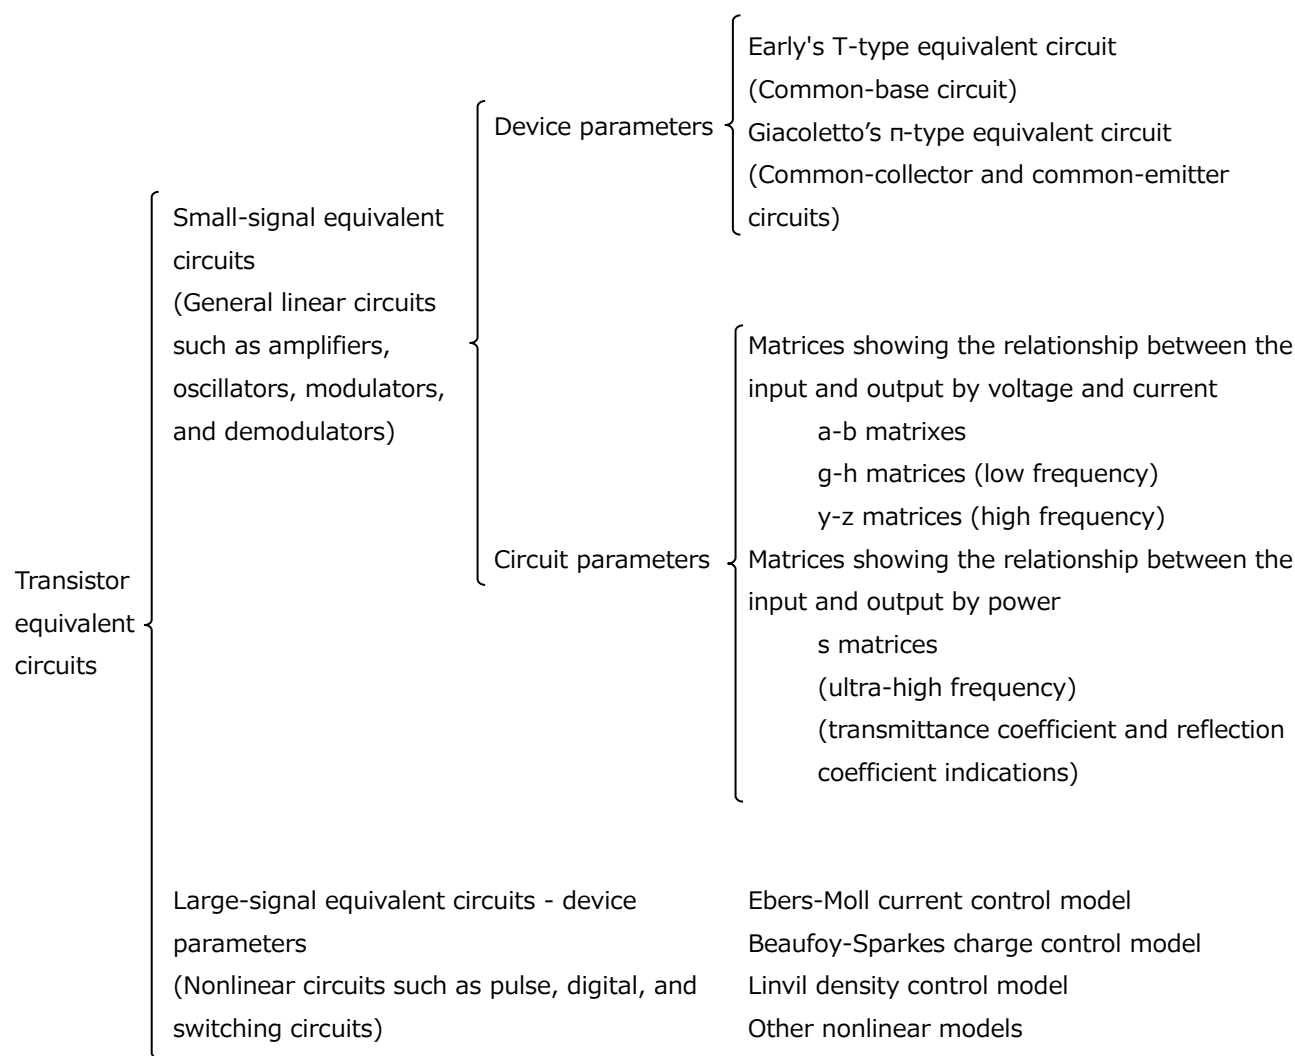 Transistor
equivalent
circuits
Small-signal equivalent
circuits
(General linear circuits
such as amplifiers,
oscillators, modulators,
and demodulators)
Device parameters
Early's T-type equivalent circuit
(Common-base circuit)
Giacoletto’s п-type equivalent circuit
(Common-collector and common-emitter
circuits)
Circuit parameters
Matrices showing the relationship between the
input and output by voltage and current
a-b matrixes
g-h matrices (low frequency)
y-z matrices (high frequency)
Matrices showing the relationship between the
input and output by power
s matrices
(ultra-high frequency)
(transmittance coefficient and reflection
coefficient indications)
Large-signal equivalent circuits - device
parameters
(Nonlinear circuits such as pulse, digital, and
switching circuits)
Ebers-Moll current control model
Beaufoy-Sparkes charge control model
Linvil density control model
Other nonlinear models